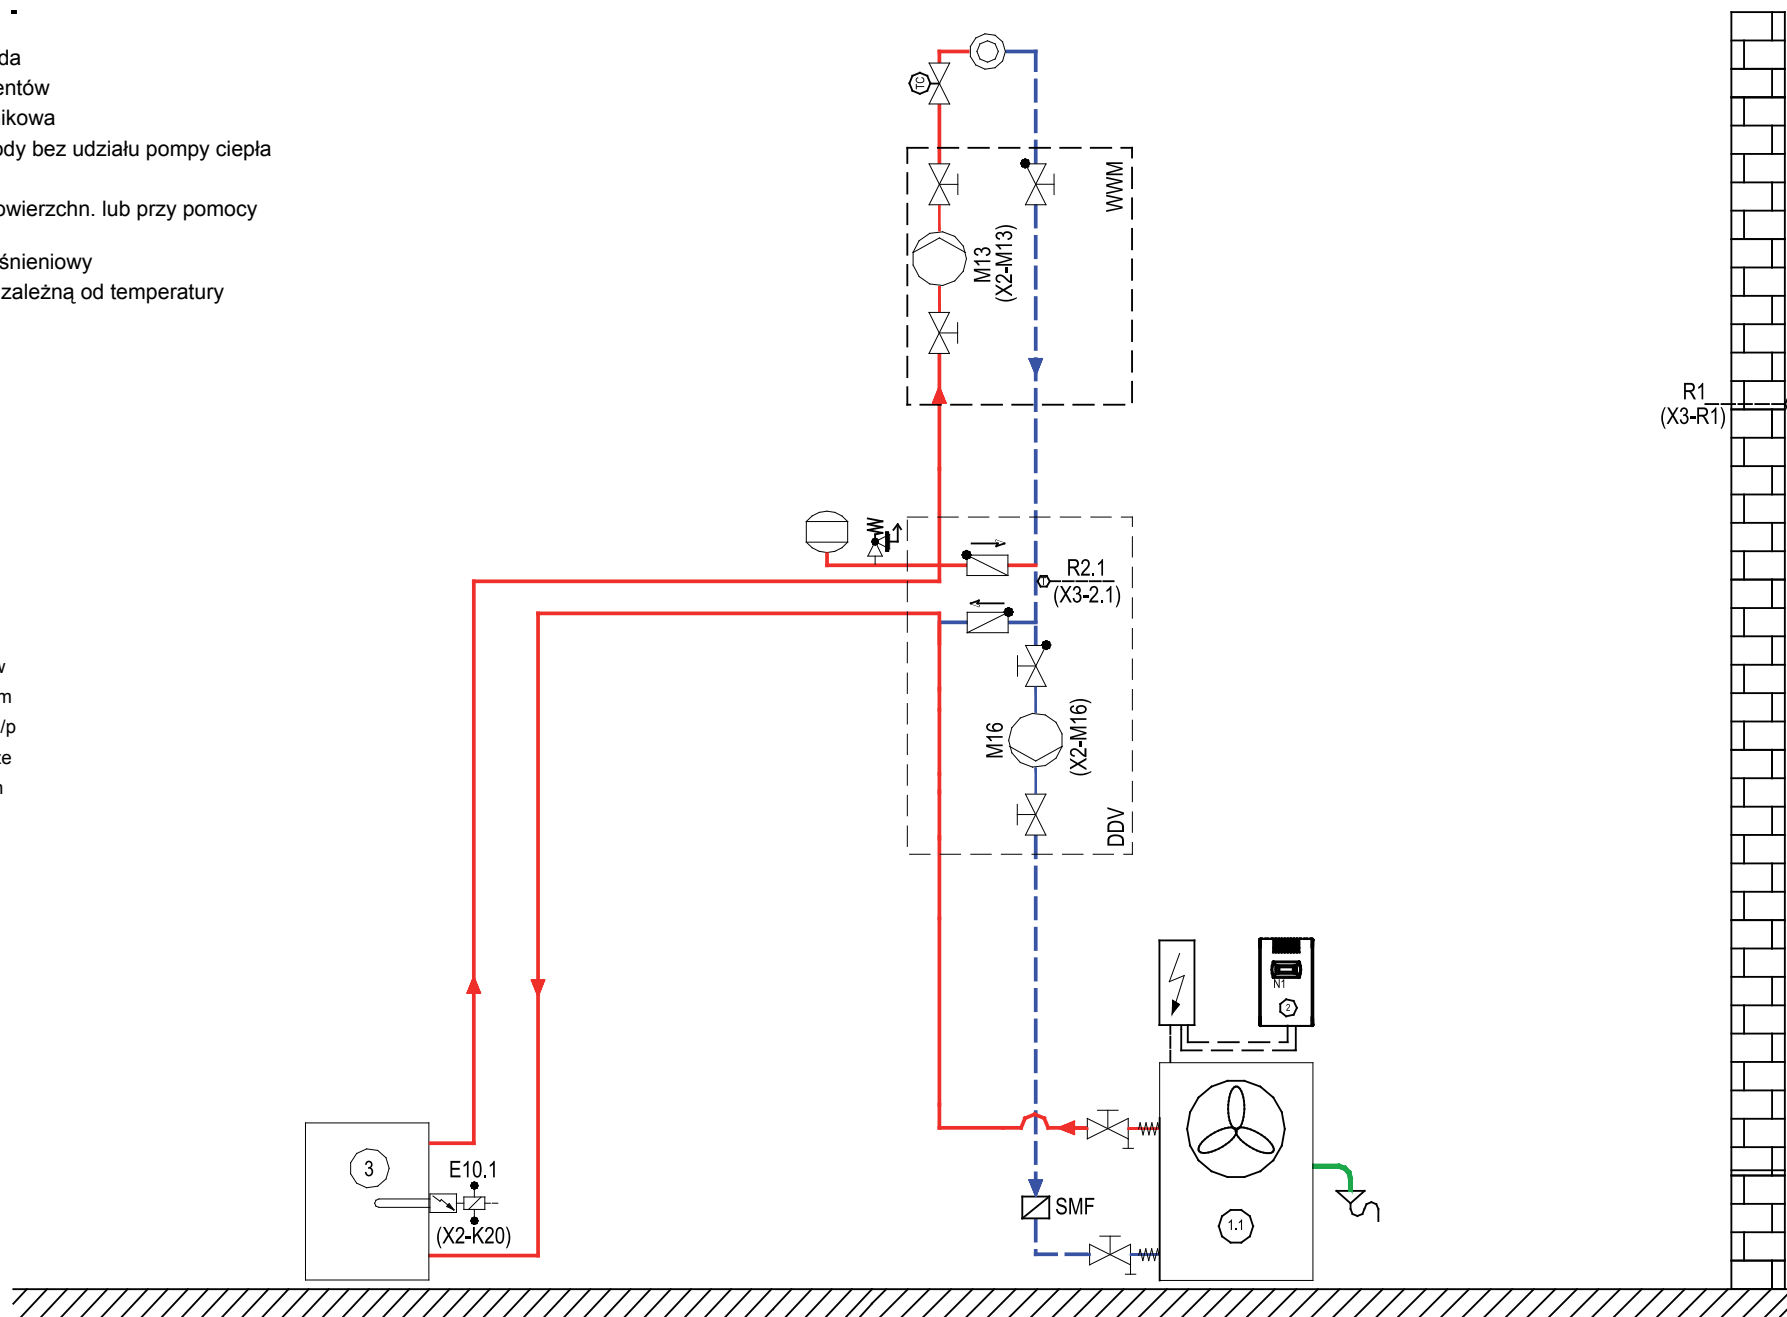 -
da
entów
ikowa
ody bez udziału pompy ciepła
owierzchn. lub przy pomocy
śnieniowy
zależną od temperatury
w
m
/p
że
h
TC
WWM
M13
(X2-M13)
R1
(X3-R1)
R2.1
(X3-2.1)
M16
(X2-M16)
DDV
N1
2
3
E10.1
(X2-K20)
SMF
1.1